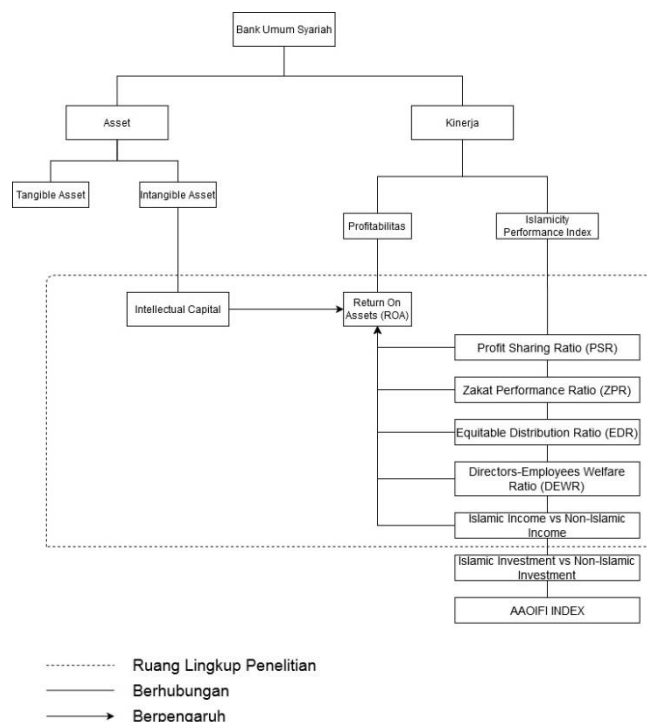 Bank Umum Syariah
Asset
Kinerja
Tangible Asset
Intangible Asset
Profitabilitas
Islamicity
Performance Index
Intellectual Capital
Return On
Assets (ROA)
Profit Sharing Ratio (PSR)
Zakat Performance Ratio (ZPR)
Equitable Distribution Ratio (EDR)
Directors-Employees Welfare
Ratio (DEWR)
Islamic Income vs Non-Islamic
Income
Islamic Investment vs Non-Islamic
Investment
AAOIFI INDEX
Ruang Lingkup Penelitian
Berhubungan
Berpengaruh